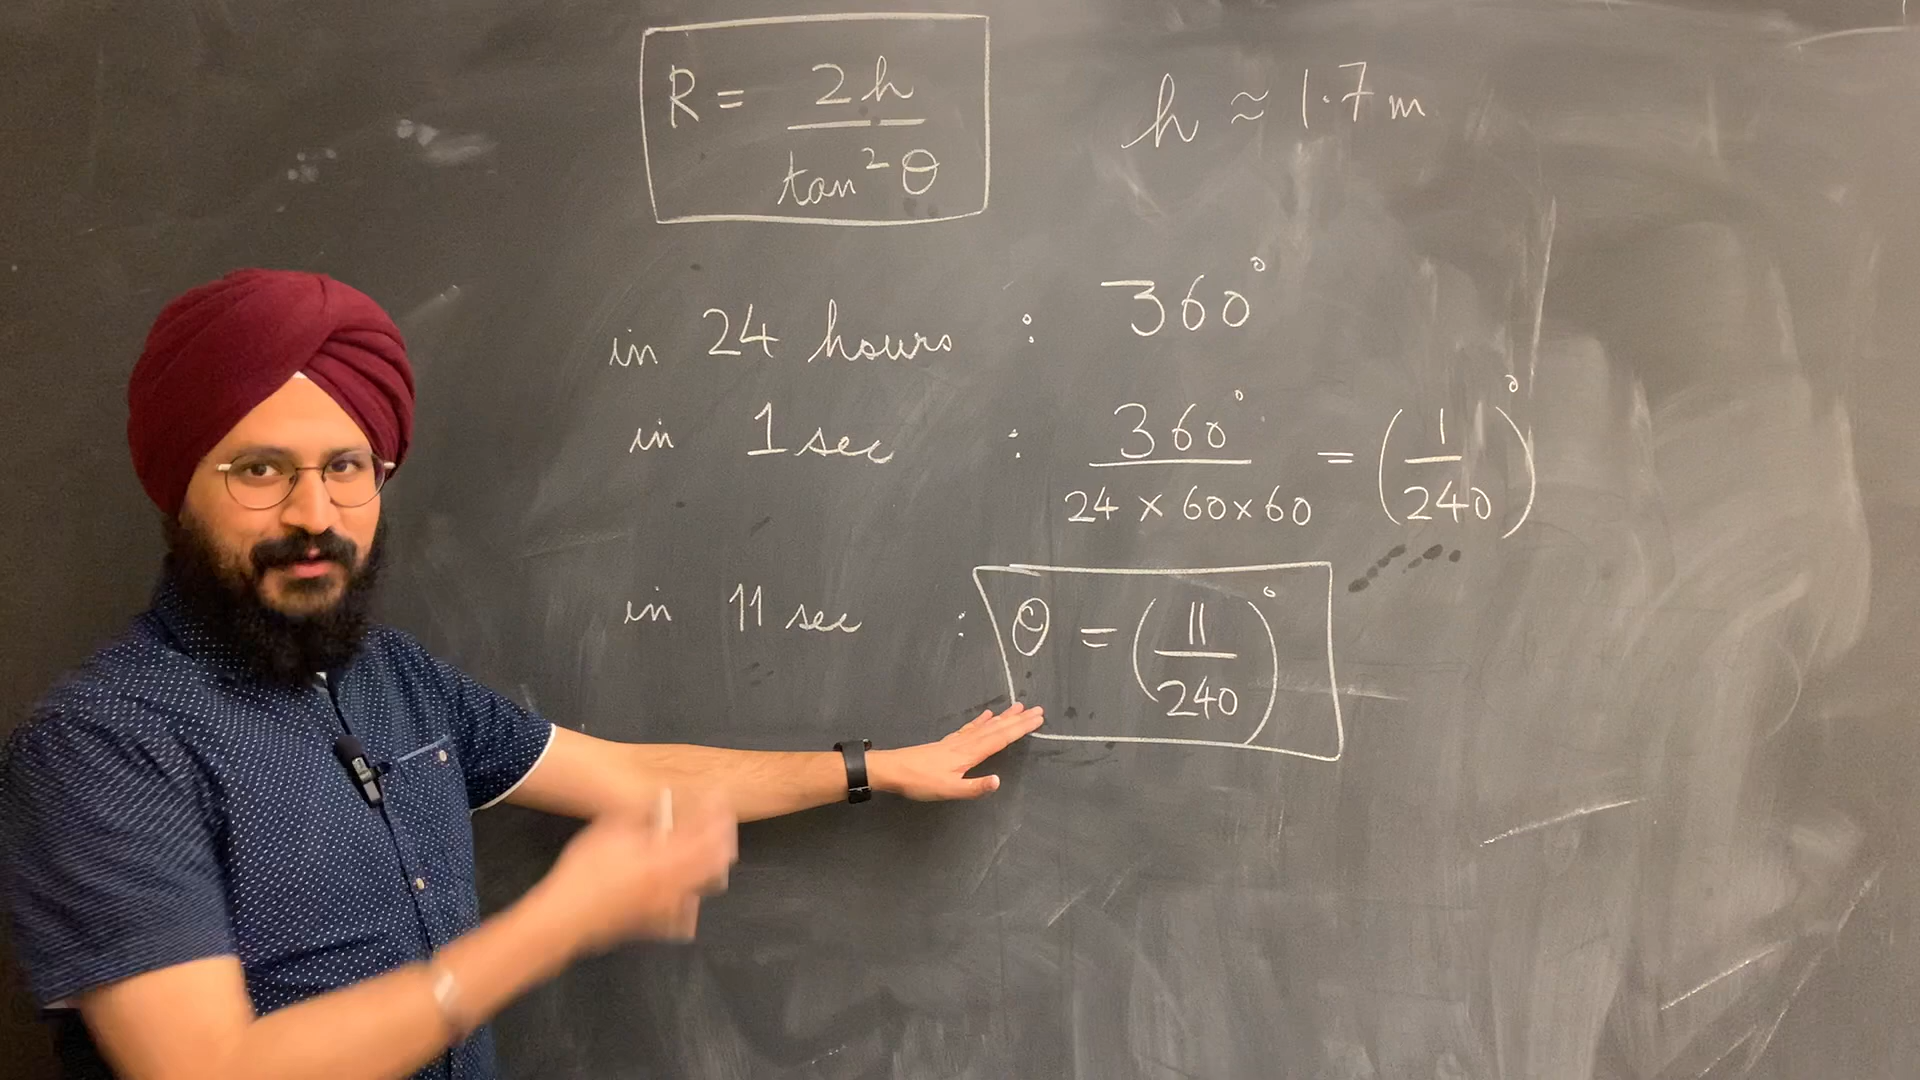 R = 2h / tan²θ
h ≈ 1.7 m
in 24 hours : 360°
in 1 sec : 360° / 24 × 60 × 60 = (1/240)°
in 11 sec : θ = (11/240)°